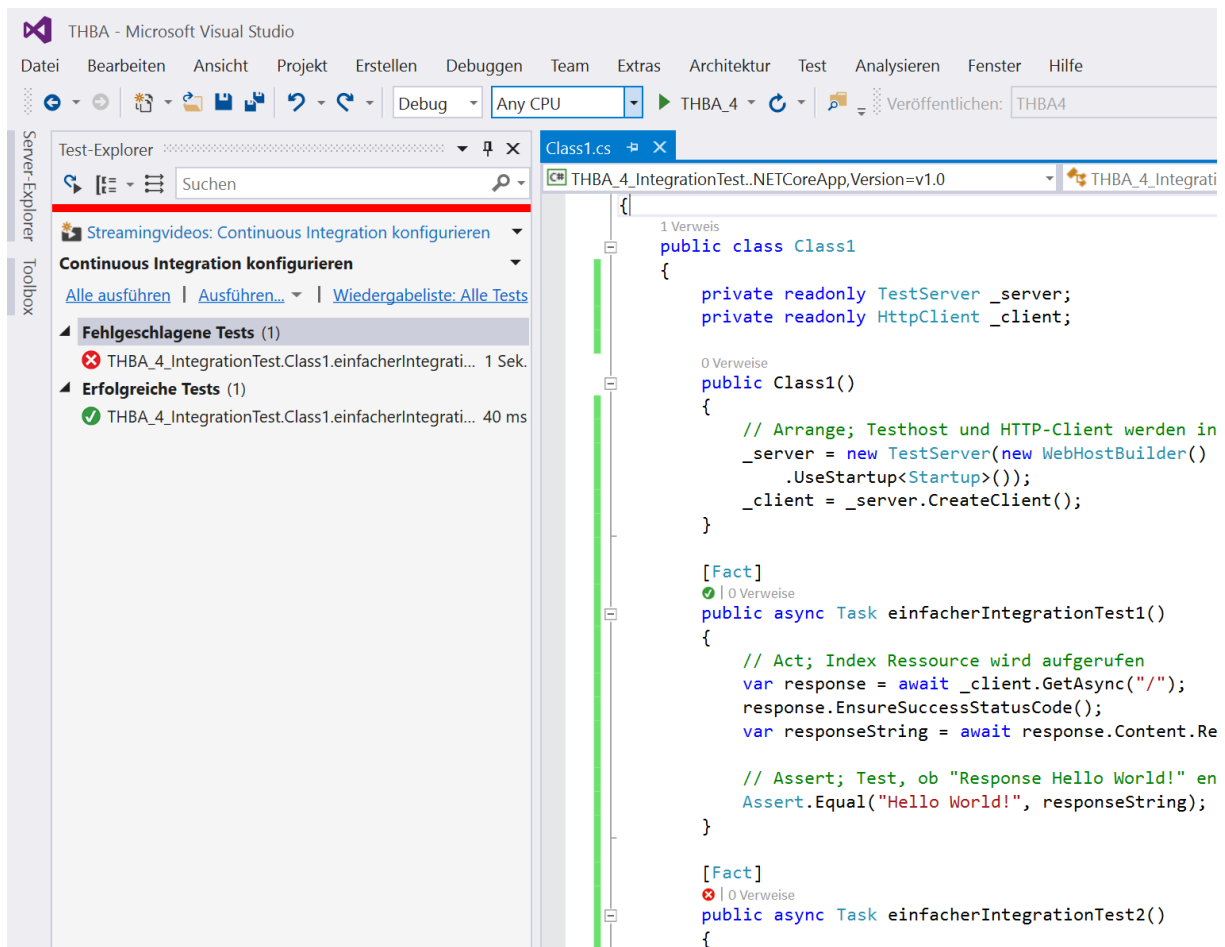 THBA - Microsoft Visual Studio
Datei Bearbeiten Ansicht Projekt Erstellen Debuggen Team Extras Architektur Test Analysieren Fenster Hilfe
Debug Any CPU THBA_4 Veröffentlichen: THBA4
Server-Explorer
Toolbox
Test-Explorer
Suchen
Streamingvideos: Continuous Integration konfigurieren
Continuous Integration konfigurieren
Alle ausführen | Ausführen... | Wiedergabeliste: Alle Tests
Fehlgeschlagene Tests (1)
THBA_4_IntegrationTest.Class1.einfacherIntegrati... 1 Sek.
Erfolgreiche Tests (1)
THBA_4_IntegrationTest.Class1.einfacherIntegrati... 40 ms
Class1.cs
C# THBA_4_IntegrationTest..NETCoreApp,Version=v1.0 THBA_4_Integrati
{
1 Verweis
public class Class1
{
private readonly TestServer _server;
private readonly HttpClient _client;
0 Verweise
public Class1()
{
// Arrange; Testhost und HTTP-Client werden in
_server = new TestServer(new WebHostBuilder()
.UseStartup<Startup>());
_client = _server.CreateClient();
}
[Fact]
| 0 Verweise
public async Task einfacherIntegrationTest1()
{
// Act; Index Ressource wird aufgerufen
var response = await _client.GetAsync("/");
response.EnsureSuccessStatusCode();
var responseString = await response.Content.Re
// Assert; Test, ob "Response Hello World!" en
Assert.Equal("Hello World!", responseString);
}
[Fact]
| 0 Verweise
public async Task einfacherIntegrationTest2()
{